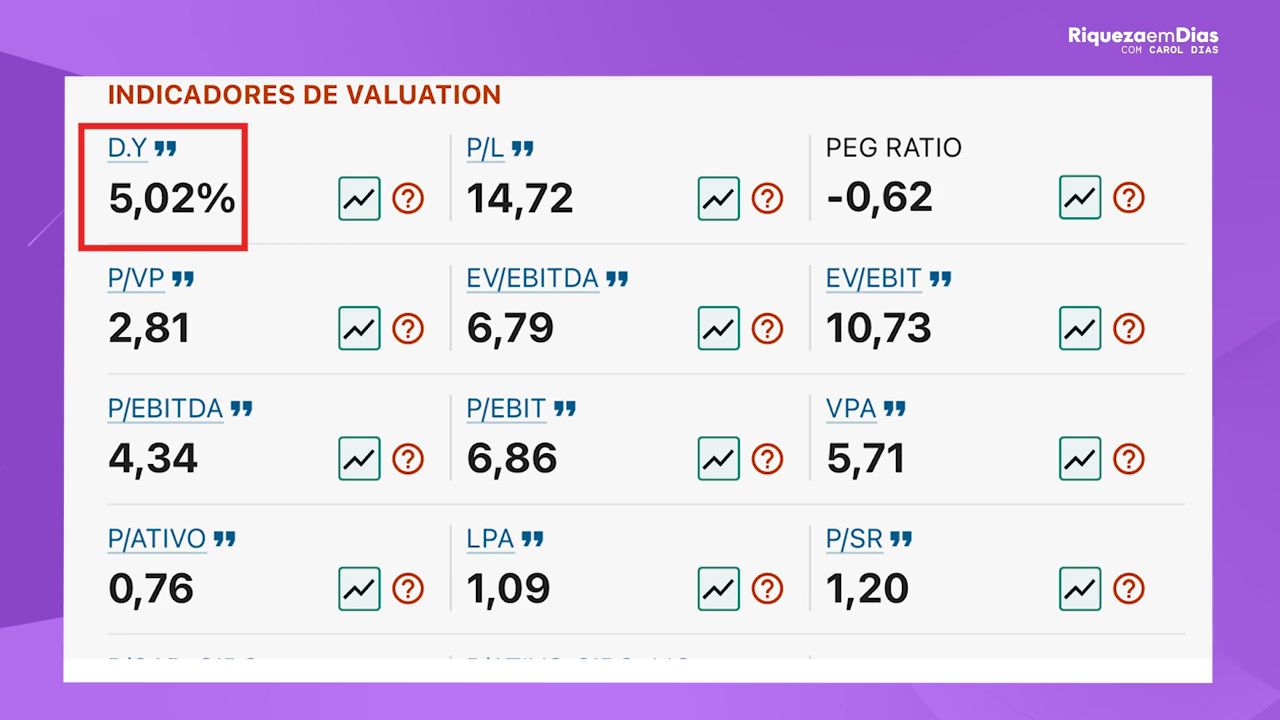 RiquezaemDias
COM CAROL DIAS
INDICADORES DE VALUATION
D.Y P/L PEG RATIO
5,02% 14,72 -0,62
P/VP EV/EBITDA EV/EBIT
2,81 6,79 10,73
P/EBITDA P/EBIT VPA
4,34 6,86 5,71
P/ATIVO LPA P/SR
0,76 1,09 1,20